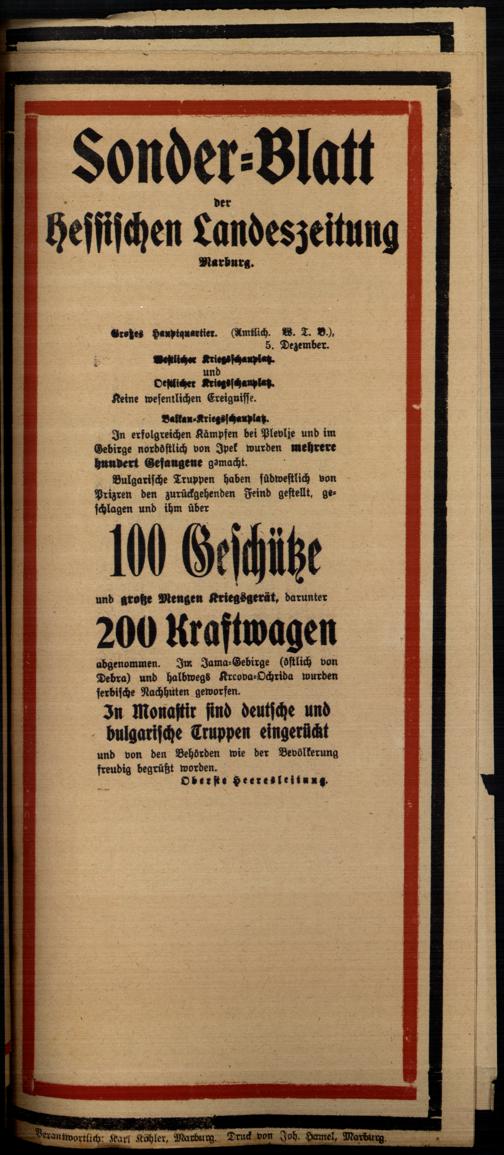 Sonder-Blatt
der
Hessischen Landeszeitung
Marburg.
Großes Hauptquartier. (Amtlich. W. T. B.),
5. Dezember.
Westlicher Kriegsschauplatz.
und
Oestlicher Kriegsschauplatz.
Keine wesentlichen Ereignisse.
Balkan-Kriegsschauplatz.
In erfolgreichen Kämpfen bei Plevlje und im
Gebirge nordöstlich von Ipek wurden mehrere
hundert Gefangene gemacht.
Bulgarische Truppen haben südwestlich von
Prizren den zurückgehenden Feind gestellt, ge-
schlagen und ihm über
100 Geschütze
und große Mengen Kriegsgerät, darunter
200 Kraftwagen
abgenommen. Im Jama-Gebirge (östlich von
Debra) und halbwegs Krcova-Ochrida wurden
serbische Nachhuten geworfen.
In Monastir sind deutsche und
bulgarische Truppen eingerückt
und von den Behörden wie der Bevölkerung
freudig begrüßt worden.
Oberste Heeresleitung.
Verantwortlich: Karl Köhler, Marburg. Druck von Joh. Hamel, Marburg.